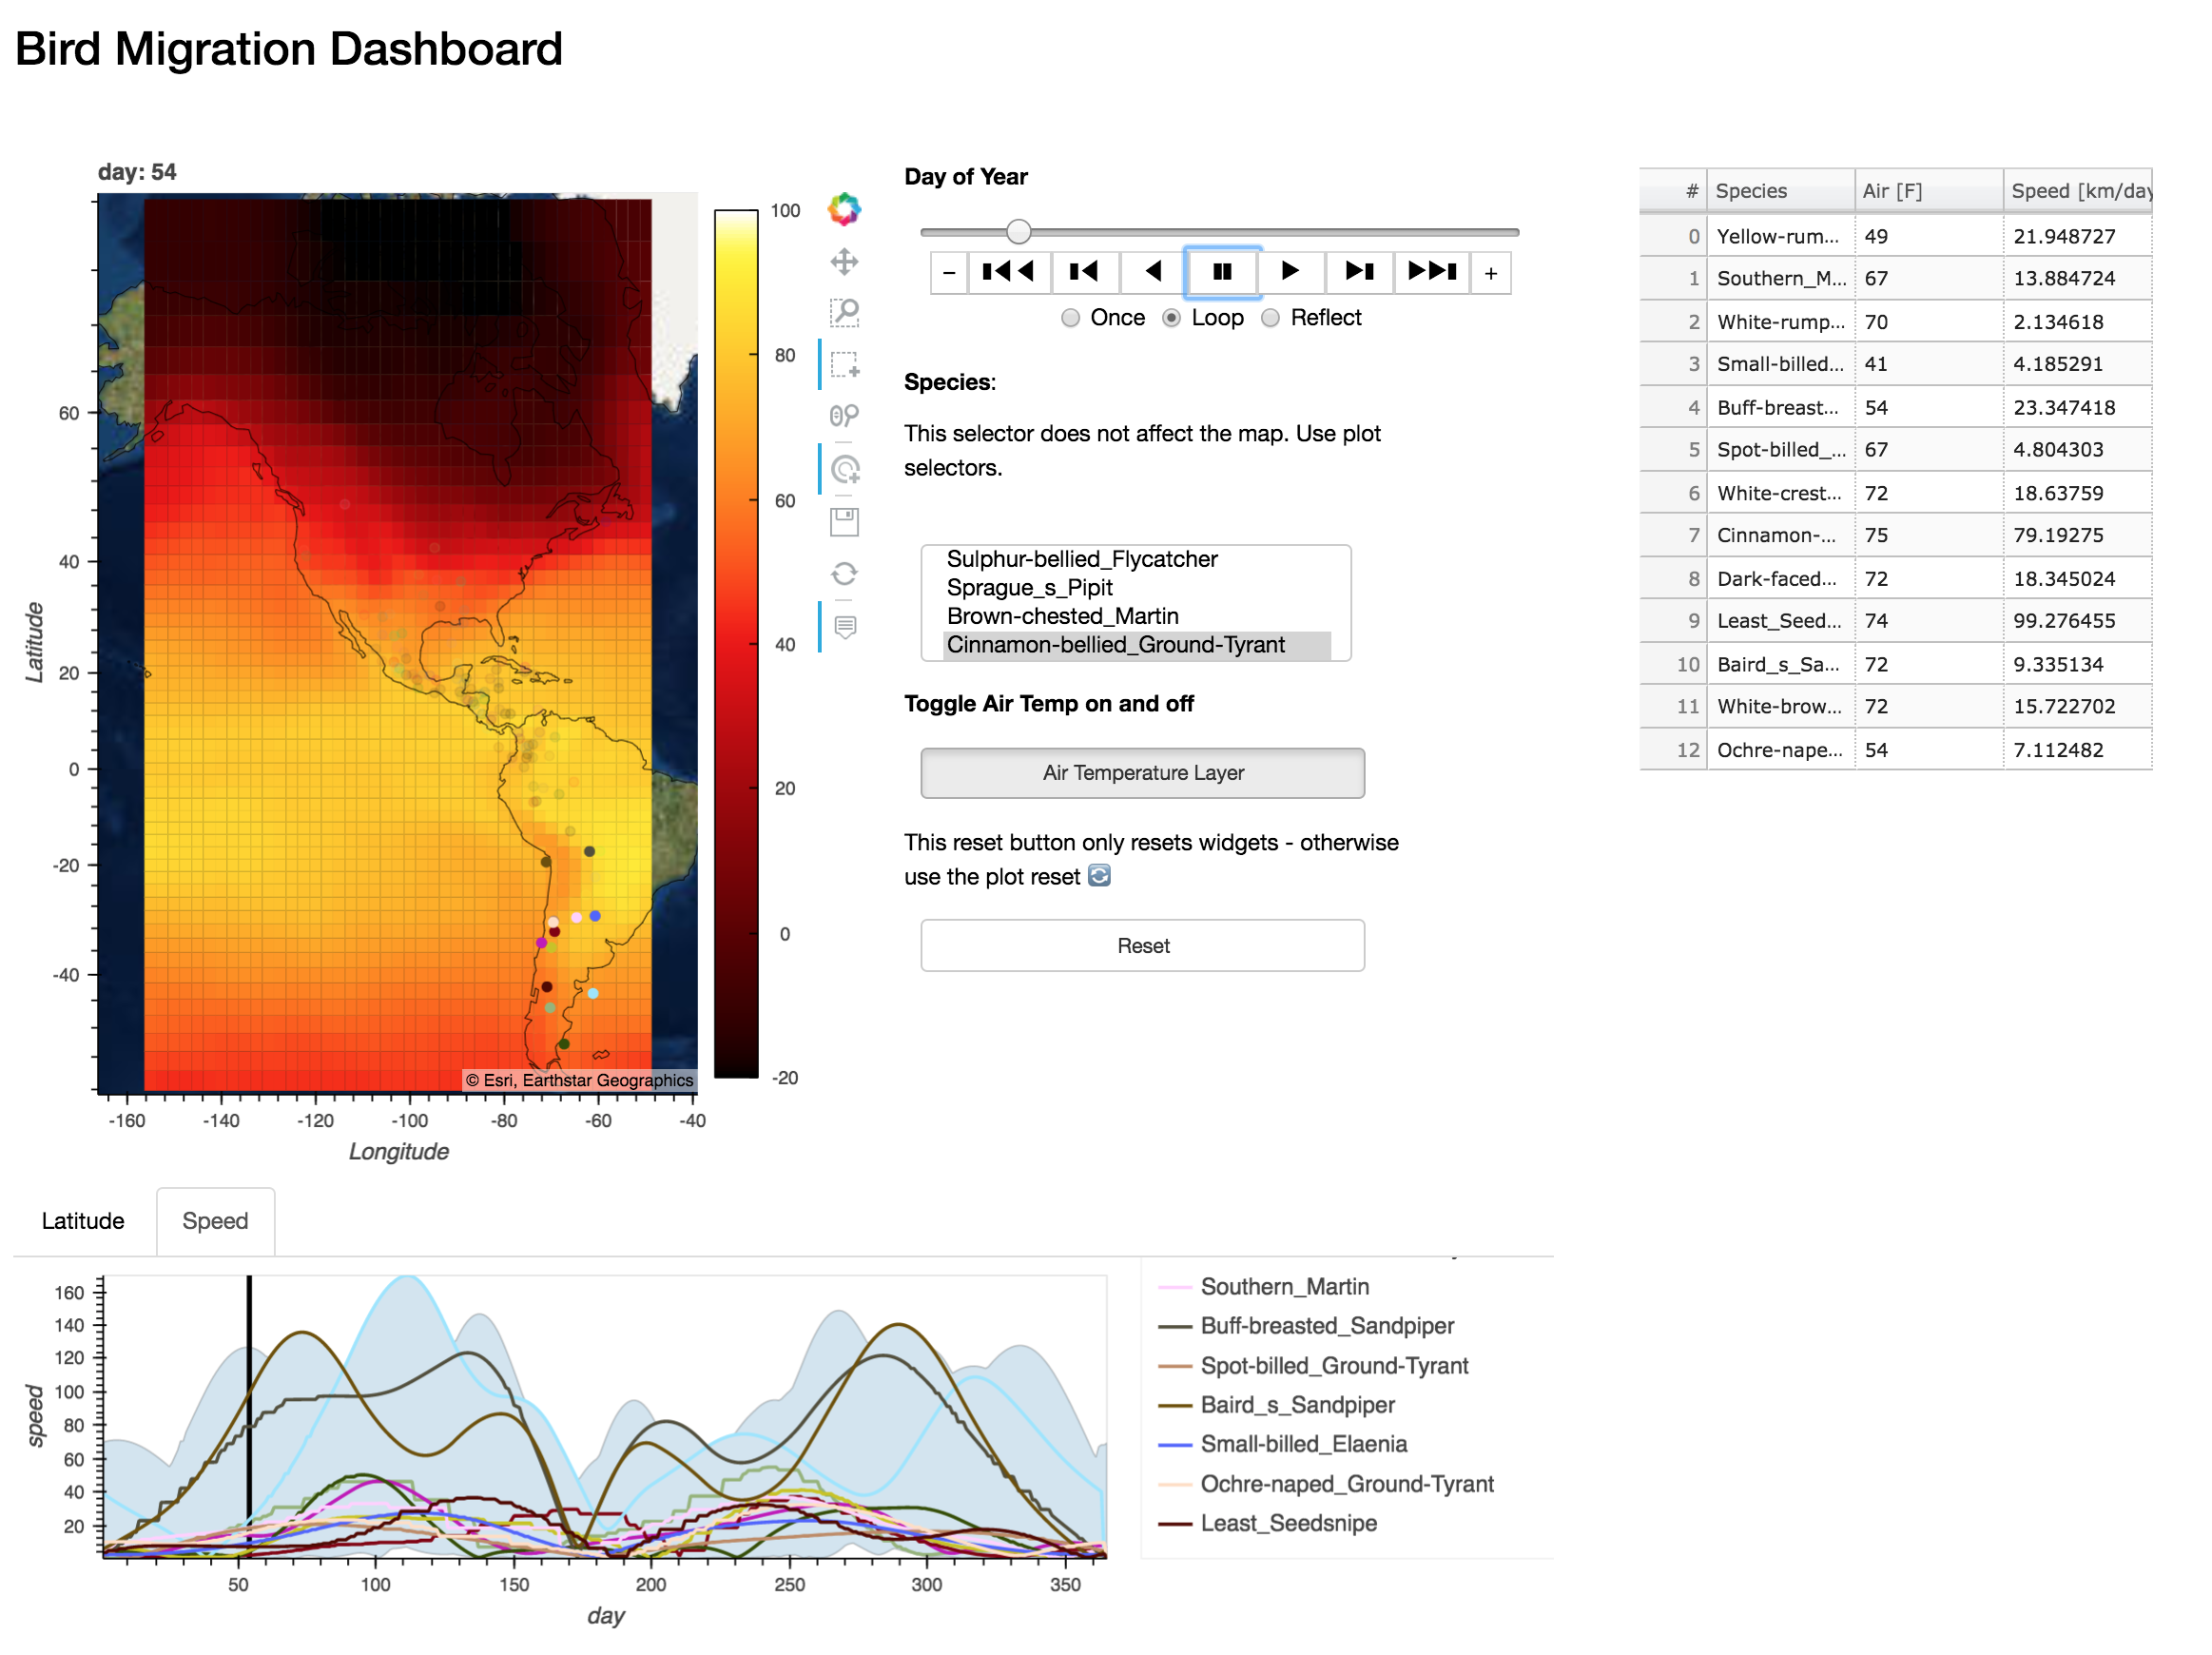 Bird Migration Dashboard
day: 54
60
40
20
0
-20
-40
Latitude
-160 -140 -120 -100 -80 -60 -40
Longitude
© Esri, Earthstar Geographics
100
80
60
40
20
0
-20
Day of Year
– +
Once Loop Reflect
Species:
This selector does not affect the map. Use plot
selectors.
Sulphur-bellied_Flycatcher
Sprague_s_Pipit
Brown-chested_Martin
Cinnamon-bellied_Ground-Tyrant
Toggle Air Temp on and off
Air Temperature Layer
This reset button only resets widgets - otherwise
use the plot reset
Reset
# Species Air [F] Speed [km/day
0 Yellow-rum... 49 21.948727
1 Southern_M... 67 13.884724
2 White-rump... 70 2.134618
3 Small-billed... 41 4.185291
4 Buff-breast... 54 23.347418
5 Spot-billed_... 67 4.804303
6 White-crest... 72 18.63759
7 Cinnamon-... 75 79.19275
8 Dark-faced... 72 18.345024
9 Least_Seed... 74 99.276455
10 Baird_s_Sa... 72 9.335134
11 White-brow... 72 15.722702
12 Ochre-nape... 54 7.112482
Latitude Speed
160
140
120
100
80
60
40
20
speed
50 100 150 200 250 300 350
day
Southern_Martin
Buff-breasted_Sandpiper
Spot-billed_Ground-Tyrant
Baird_s_Sandpiper
Small-billed_Elaenia
Ochre-naped_Ground-Tyrant
Least_Seedsnipe